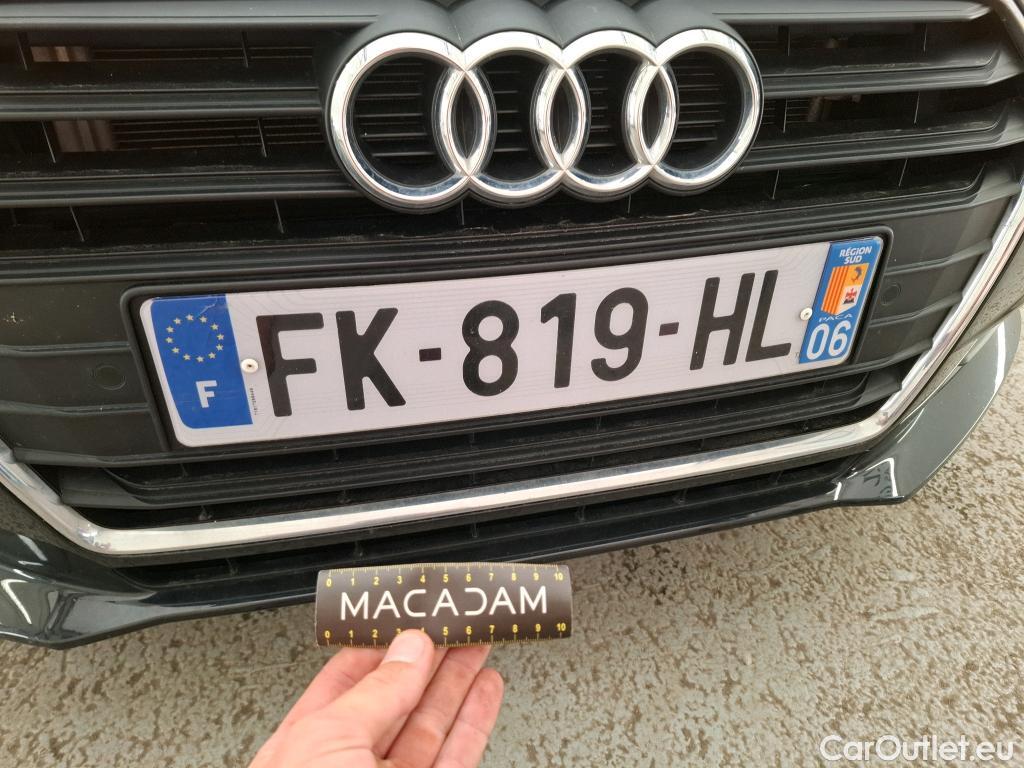 RÉGION
SUD
F
FK-819-HL
PACA
06
0 1 2 3 4 5 6 7 8 9 10
MACADAM
0 1 2 3 4 5 6 7 8 9 10
CarOutlet.eu